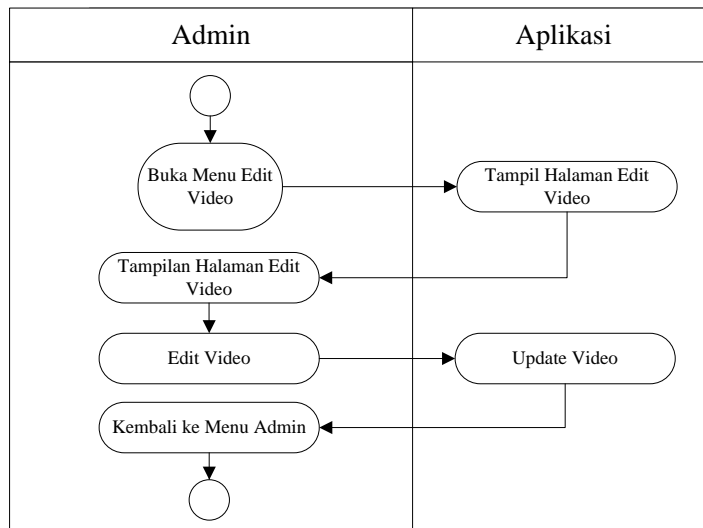 Admin
Aplikasi
Buka Menu Edit
Video
Tampil Halaman Edit
Video
Tampilan Halaman Edit
Video
Edit Video
Update Video
Kembali ke Menu Admin